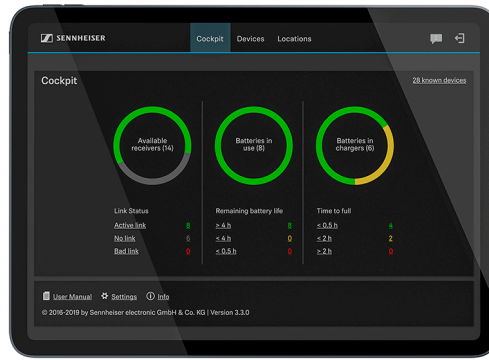 SENNHEISER
Cockpit Devices Locations
Cockpit
28 known devices
Available
receivers (14)
Batteries in
use (8)
Batteries in
chargers (6)
Link Status
Active link 8
No link 6
Bad link 0
Remaining battery life
> 4 h 8
< 4 h 0
< 0.5 h 0
Time to full
< 0.5 h 4
< 2 h 2
> 2 h 0
User Manual Settings Info
© 2016-2019 by Sennheiser electronic GmbH & Co. KG | Version 3.3.0